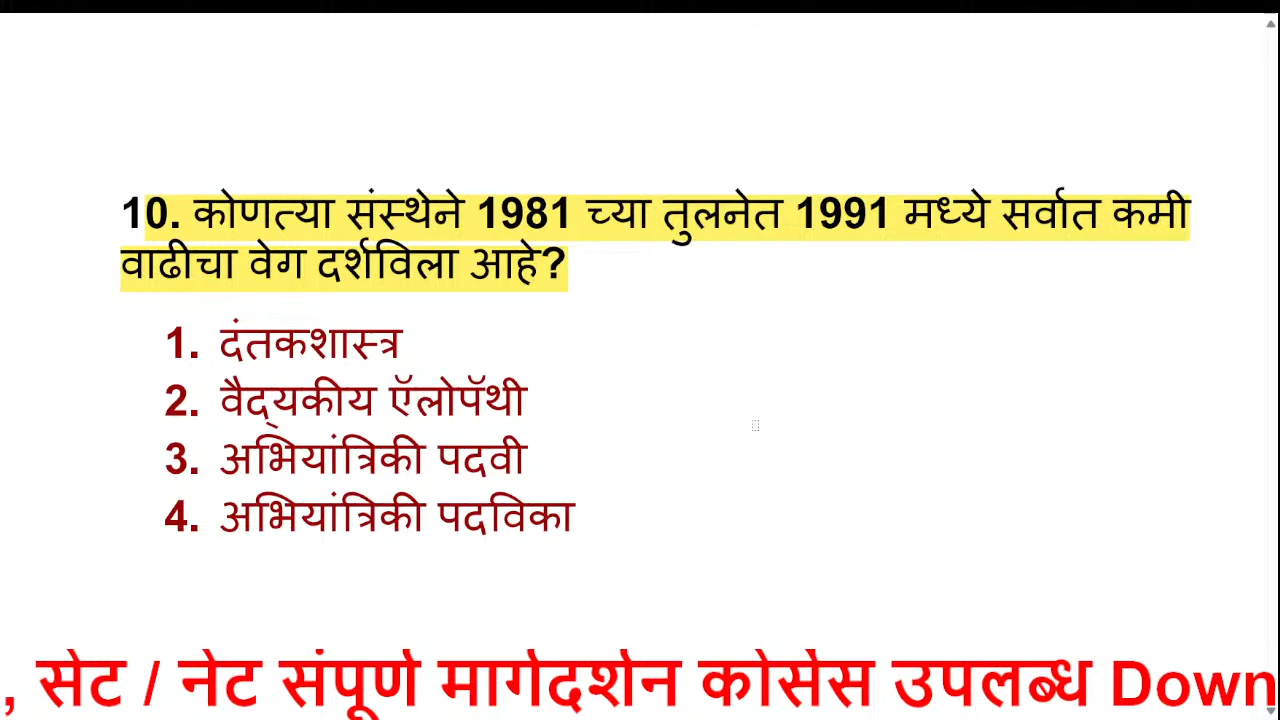 10. कोणत्या संस्थेने 1981 च्या तुलनेत 1991 मध्ये सर्वात कमी
वाढीचा वेग दर्शविला आहे?
1. दंतकशास्त्र
2. वैद्‌यकीय ऍलोपॅथी
3. अभियांत्रिकी पदवी
4. अभियांत्रिकी पदविका
, सेट / नेट संपूर्ण मार्गदर्शन कोर्सेस उपलब्ध Down